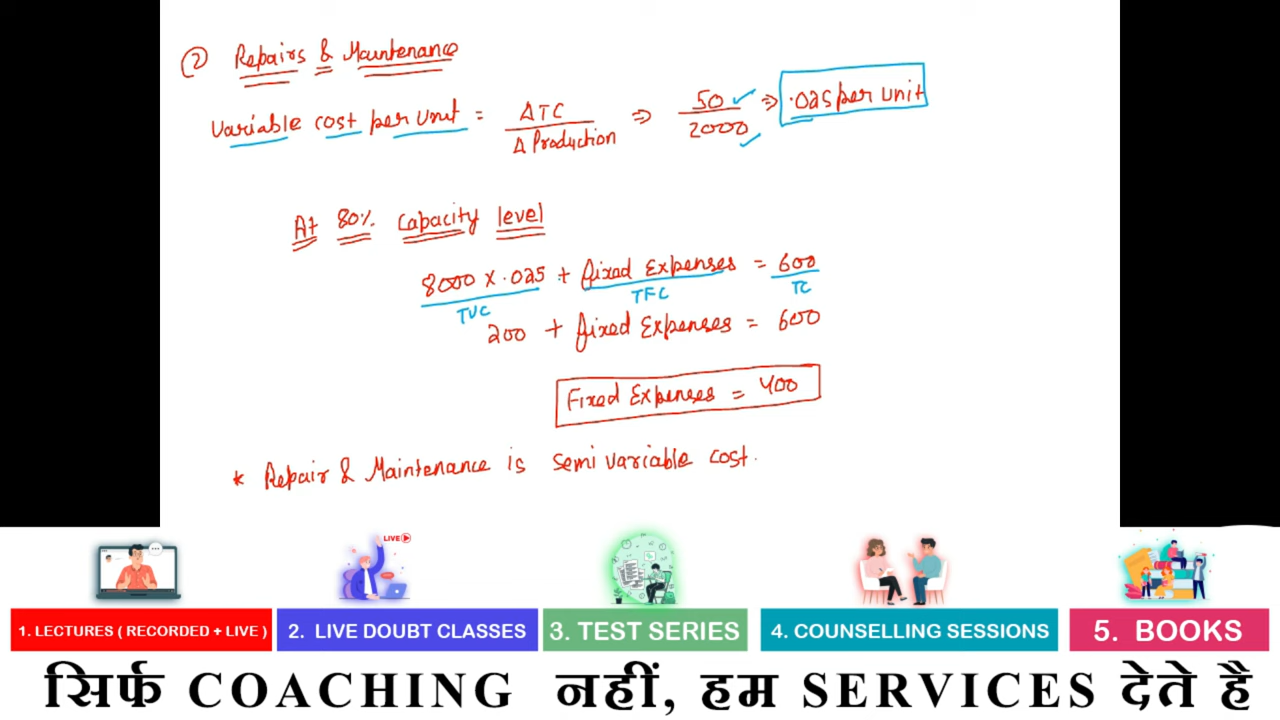 (2) Repairs & Maintenance
Variable cost per unit = ΔTC / Δ Production ⇒ 50 / 2000 ⇒ .025 per unit
At 80% capacity level
8000 x .025 + fixed Expenses = 600
TVC TFC TC
200 + fixed Expenses = 600
Fixed Expenses = 400
* Repair & Maintenance is semi variable cost.
LIVE
1. LECTURES ( RECORDED + LIVE )
2. LIVE DOUBT CLASSES
3. TEST SERIES
4. COUNSELLING SESSIONS
5. BOOKS
सिर्फ COACHING नहीं, हम SERVICES देते है